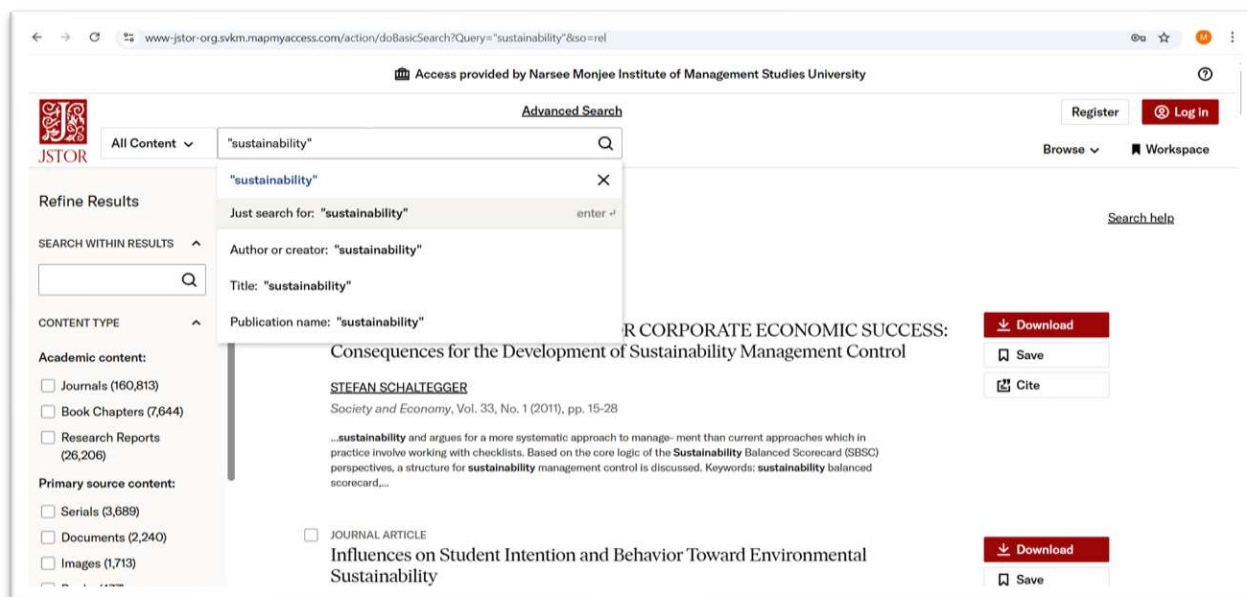 www-jstor-org.svkm.mapmyaccess.com/action/doBasicSearch?Query="sustainability"&so=rel
M
Access provided by Narsee Monjee Institute of Management Studies University
Advanced Search
Register
Log in
JSTOR
All Content
"sustainability"
Browse
Workspace
"sustainability"
Just search for: "sustainability"
enter
Author or creator: "sustainability"
Title: "sustainability"
Publication name: "sustainability"
Refine Results
SEARCH WITHIN RESULTS
CONTENT TYPE
Academic content:
Journals (160,813)
Book Chapters (7,644)
Research Reports
(26,206)
Primary source content:
Serials (3,689)
Documents (2,240)
Images (1,713)
Search help
R CORPORATE ECONOMIC SUCCESS:
Consequences for the Development of Sustainability Management Control
STEFAN SCHALTEGGER
Society and Economy, Vol. 33, No. 1 (2011), pp. 15-28
...sustainability and argues for a more systematic approach to manage- ment than current approaches which in
practice involve working with checklists. Based on the core logic of the Sustainability Balanced Scorecard (SBSC)
perspectives, a structure for sustainability management control is discussed. Keywords: sustainability balanced
scorecard,...
Download
Save
Cite
JOURNAL ARTICLE
Influences on Student Intention and Behavior Toward Environmental
Sustainability
Download
Save